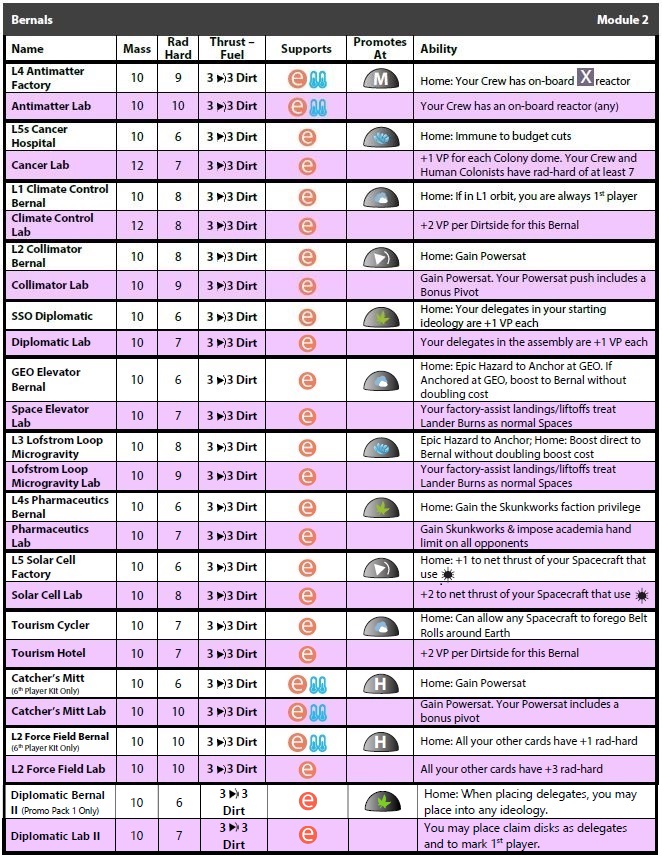 Bernals Module 2
Name Mass Rad Hard Thrust – Fuel Supports Promotes At Ability
L4 Antimatter Factory 10 9 3 ▶)3 Dirt e M Home: Your Crew has on-board X reactor
Antimatter Lab 10 10 3 ▶)3 Dirt e Your Crew has an on-board reactor (any)
L5s Cancer Hospital 10 6 3 ▶)3 Dirt e Home: Immune to budget cuts
Cancer Lab 12 7 3 ▶)3 Dirt e +1 VP for each Colony dome. Your Crew and
Human Colonists have rad-hard of at least 7
L1 Climate Control Bernal 10 8 3 ▶)3 Dirt e Home: If in L1 orbit, you are always 1st player
Climate Control Lab 12 8 3 ▶)3 Dirt e +2 VP per Dirtside for this Bernal
L2 Collimator Bernal 10 8 3 ▶)3 Dirt e Home: Gain Powersat
Collimator Lab 10 9 3 ▶)3 Dirt e Gain Powersat. Your Powersat push includes a
Bonus Pivot
SSO Diplomatic 10 6 3 ▶)3 Dirt e Home: Your delegates in your starting
ideology are +1 VP each
Diplomatic Lab 10 7 3 ▶)3 Dirt e Your delegates in the assembly are +1 VP each
GEO Elevator Bernal 10 6 3 ▶)3 Dirt e Home: Epic Hazard to Anchor at GEO. If
Anchored at GEO, boost to Bernal without
doubling cost
Space Elevator Lab 10 7 3 ▶)3 Dirt e Your factory-assist landings/liftoffs treat
Lander Burns as normal Spaces
L3 Lofstrom Loop Microgravity 10 8 3 ▶)3 Dirt e Epic Hazard to Anchor; Home: Boost direct to
Bernal without doubling boost cost
Lofstrom Loop Microgravity Lab 10 9 3 ▶)3 Dirt e Your factory-assist landings/liftoffs treat
Lander Burns as normal Spaces
L4s Pharmaceutics Bernal 10 6 3 ▶)3 Dirt e Home: Gain the Skunkworks faction privilege
Pharmaceutics Lab 10 7 3 ▶)3 Dirt e Gain Skunkworks & impose academia hand
limit on all opponents
L5 Solar Cell Factory 10 6 3 ▶)3 Dirt e Home: +1 to net thrust of your Spacecraft that
use
Solar Cell Lab 10 8 3 ▶)3 Dirt e +2 to net thrust of your Spacecraft that use
Tourism Cycler 10 7 3 ▶)3 Dirt e Home: Can allow any Spacecraft to forego Belt
Rolls around Earth
Tourism Hotel 10 7 3 ▶)3 Dirt e +2 VP per Dirtside for this Bernal
Catcher's Mitt (6th Player Kit Only) 10 6 3 ▶)3 Dirt e H Home: Gain Powersat
Catcher's Mitt Lab 10 10 3 ▶)3 Dirt e Gain Powersat. Your Powersat includes a
bonus pivot
L2 Force Field Bernal (6th Player Kit Only) 10 10 3 ▶)3 Dirt e H Home: All your other cards have +1 rad-hard
L2 Force Field Lab 10 10 3 ▶)3 Dirt e All your other cards have +3 rad-hard
Diplomatic Bernal II (Promo Pack 1 Only) 10 6 3 ▶)3 Dirt e Home: When placing delegates, you may
place into any ideology.
Diplomatic Lab II 10 7 3 ▶)3 Dirt e You may place claim disks as delegates
and to mark 1st player.